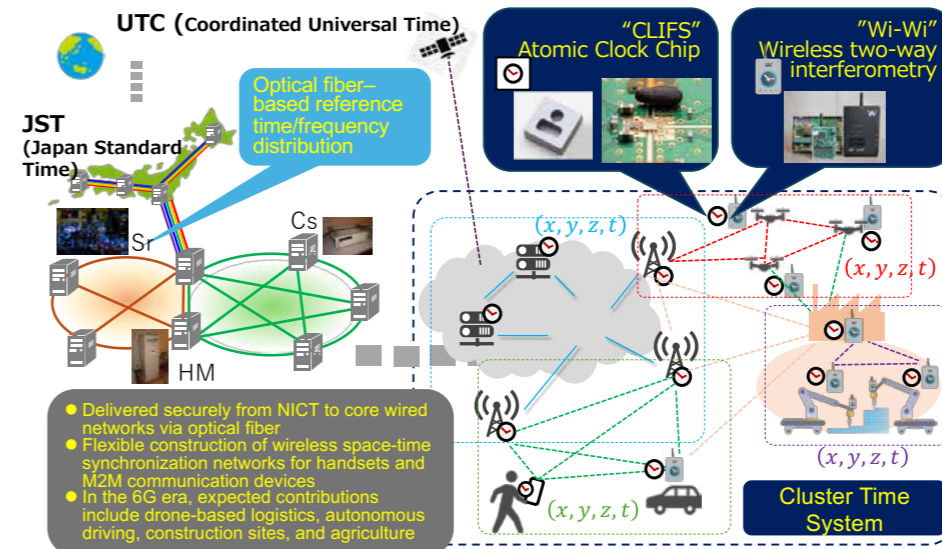 UTC (Coordinated Universal Time)
"CLIFS"
Atomic Clock Chip
"Wi-Wi"
Wireless two-way
interferometry
Optical fiber–
based reference
time/frequency
distribution
JST
(Japan Standard
Time)
Sr
Cs
HM
(x, y, z, t)
(x, y, z, t)
(x, y, z, t)
(x, y, z, t)
● Delivered securely from NICT to core wired
networks via optical fiber
● Flexible construction of wireless space-time
synchronization networks for handsets and
M2M communication devices
● In the 6G era, expected contributions
include drone-based logistics, autonomous
driving, construction sites, and agriculture
Cluster Time
System